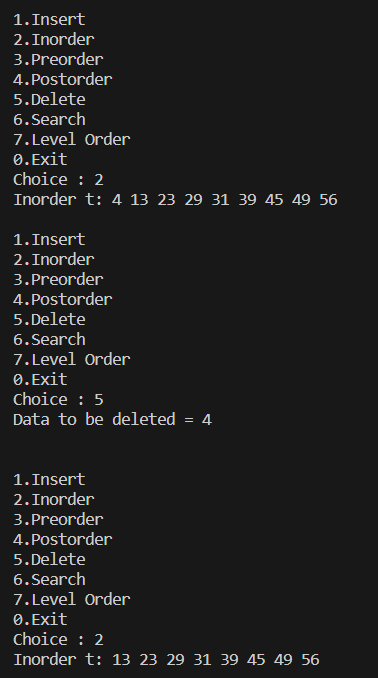 1.Insert
2.Inorder
3.Preorder
4.Postorder
5.Delete
6.Search
7.Level Order
0.Exit
Choice : 2
Inorder t: 4 13 23 29 31 39 45 49 56
1.Insert
2.Inorder
3.Preorder
4.Postorder
5.Delete
6.Search
7.Level Order
0.Exit
Choice : 5
Data to be deleted = 4
1.Insert
2.Inorder
3.Preorder
4.Postorder
5.Delete
6.Search
7.Level Order
0.Exit
Choice : 2
Inorder t: 13 23 29 31 39 45 49 56